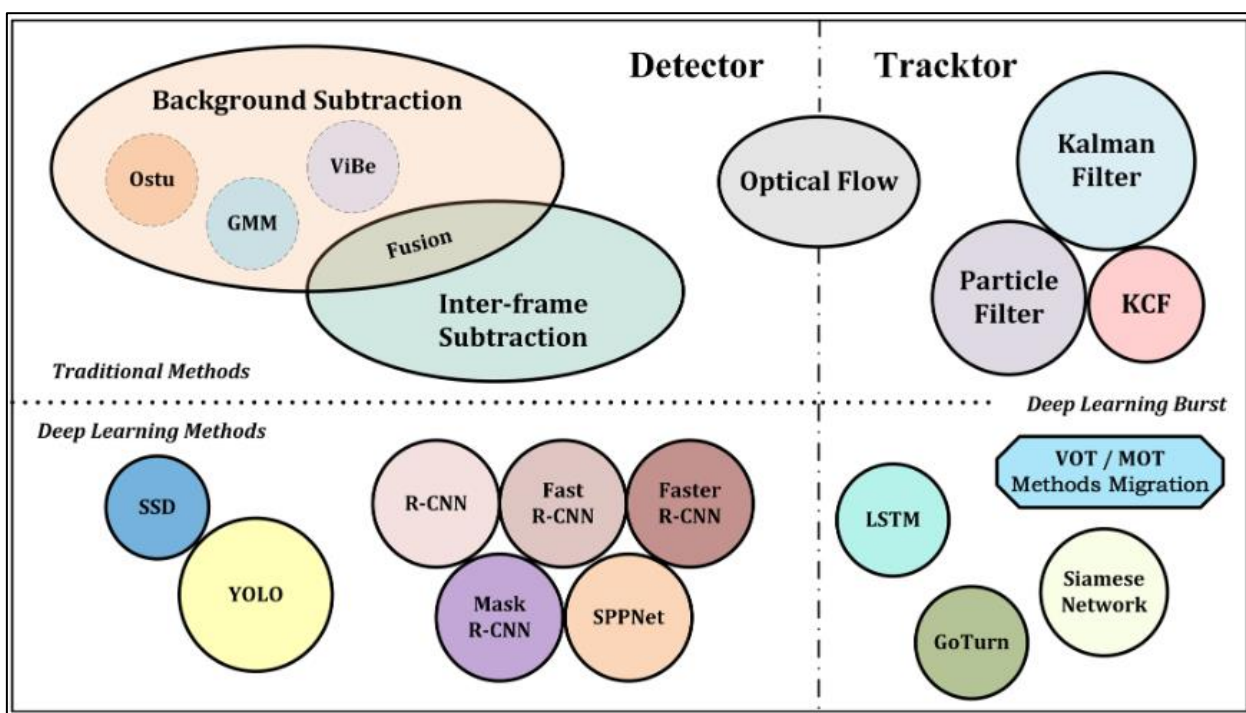 Detector
Tracktor
Background Subtraction
Ostu
GMM
ViBe
Fusion
Inter-frame
Subtraction
Optical Flow
Kalman
Filter
Particle
Filter
KCF
Traditional Methods
Deep Learning Burst
Deep Learning Methods
SSD
YOLO
R-CNN
Fast
R-CNN
Faster
R-CNN
Mask
R-CNN
SPPNet
VOT / MOT
Methods Migration
LSTM
Siamese
Network
GoTurn